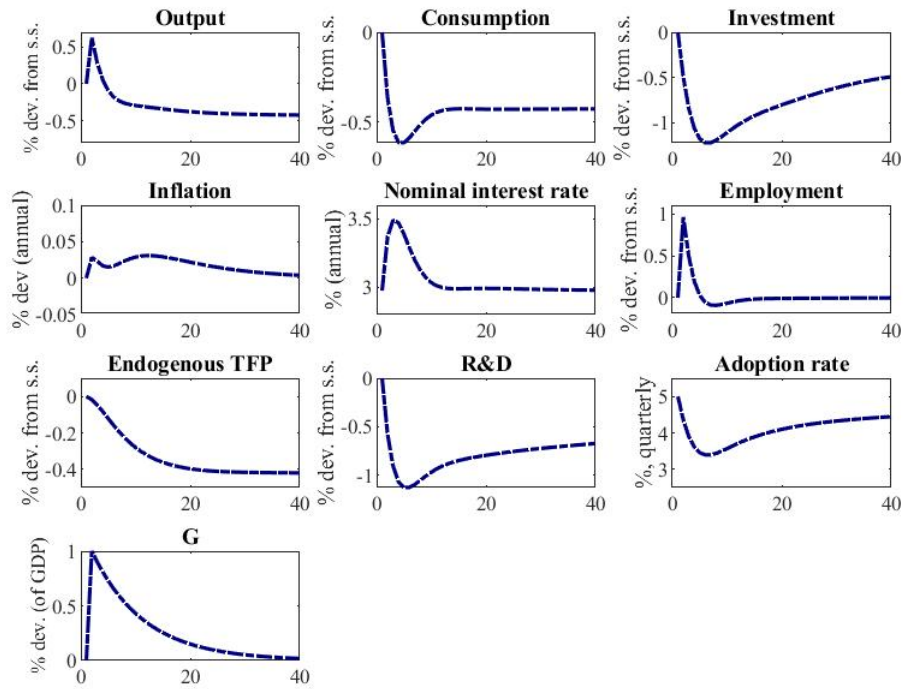 Output
% dev. from s.s.
0.5
0
-0.5
0 20 40
Consumption
% dev. from s.s.
0
-0.5
0 20 40
Investment
% dev. from s.s.
0
-0.5
-1
0 20 40
Inflation
% dev (annual)
0.1
0.05
0
-0.05
0 20 40
Nominal interest rate
% (annual)
3.5
3
0 20 40
Employment
% dev. from s.s.
1
0.5
0
0 20 40
Endogenous TFP
% dev. from s.s.
0
-0.2
-0.4
0 20 40
R&D
% dev. from s.s.
0
-0.5
-1
0 20 40
Adoption rate
%, quarterly
5
4
3
0 20 40
G
% dev. (of GDP)
1
0.5
0
0 20 40